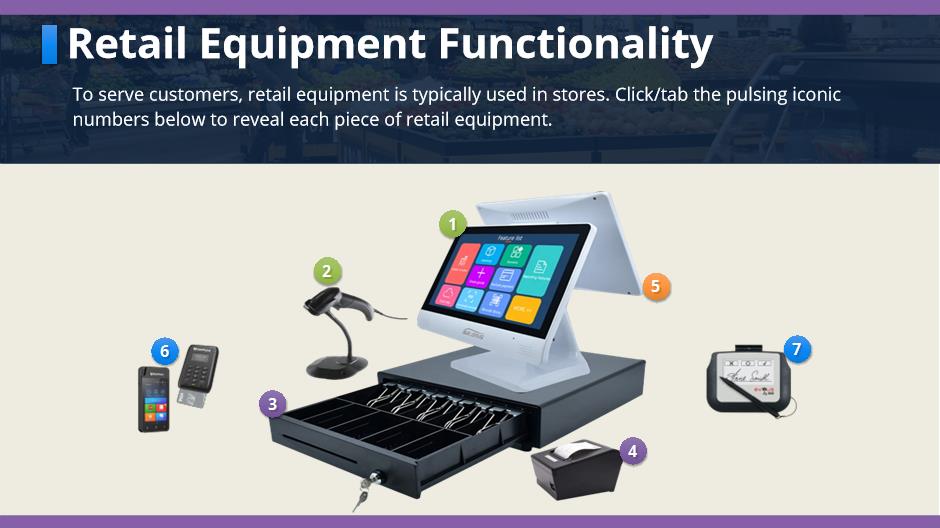 Retail Equipment Functionality
To serve customers, retail equipment is typically used in stores. Click/tab the pulsing iconic
numbers below to reveal each piece of retail equipment.
1
Feature list
2
5
6
7
3
4